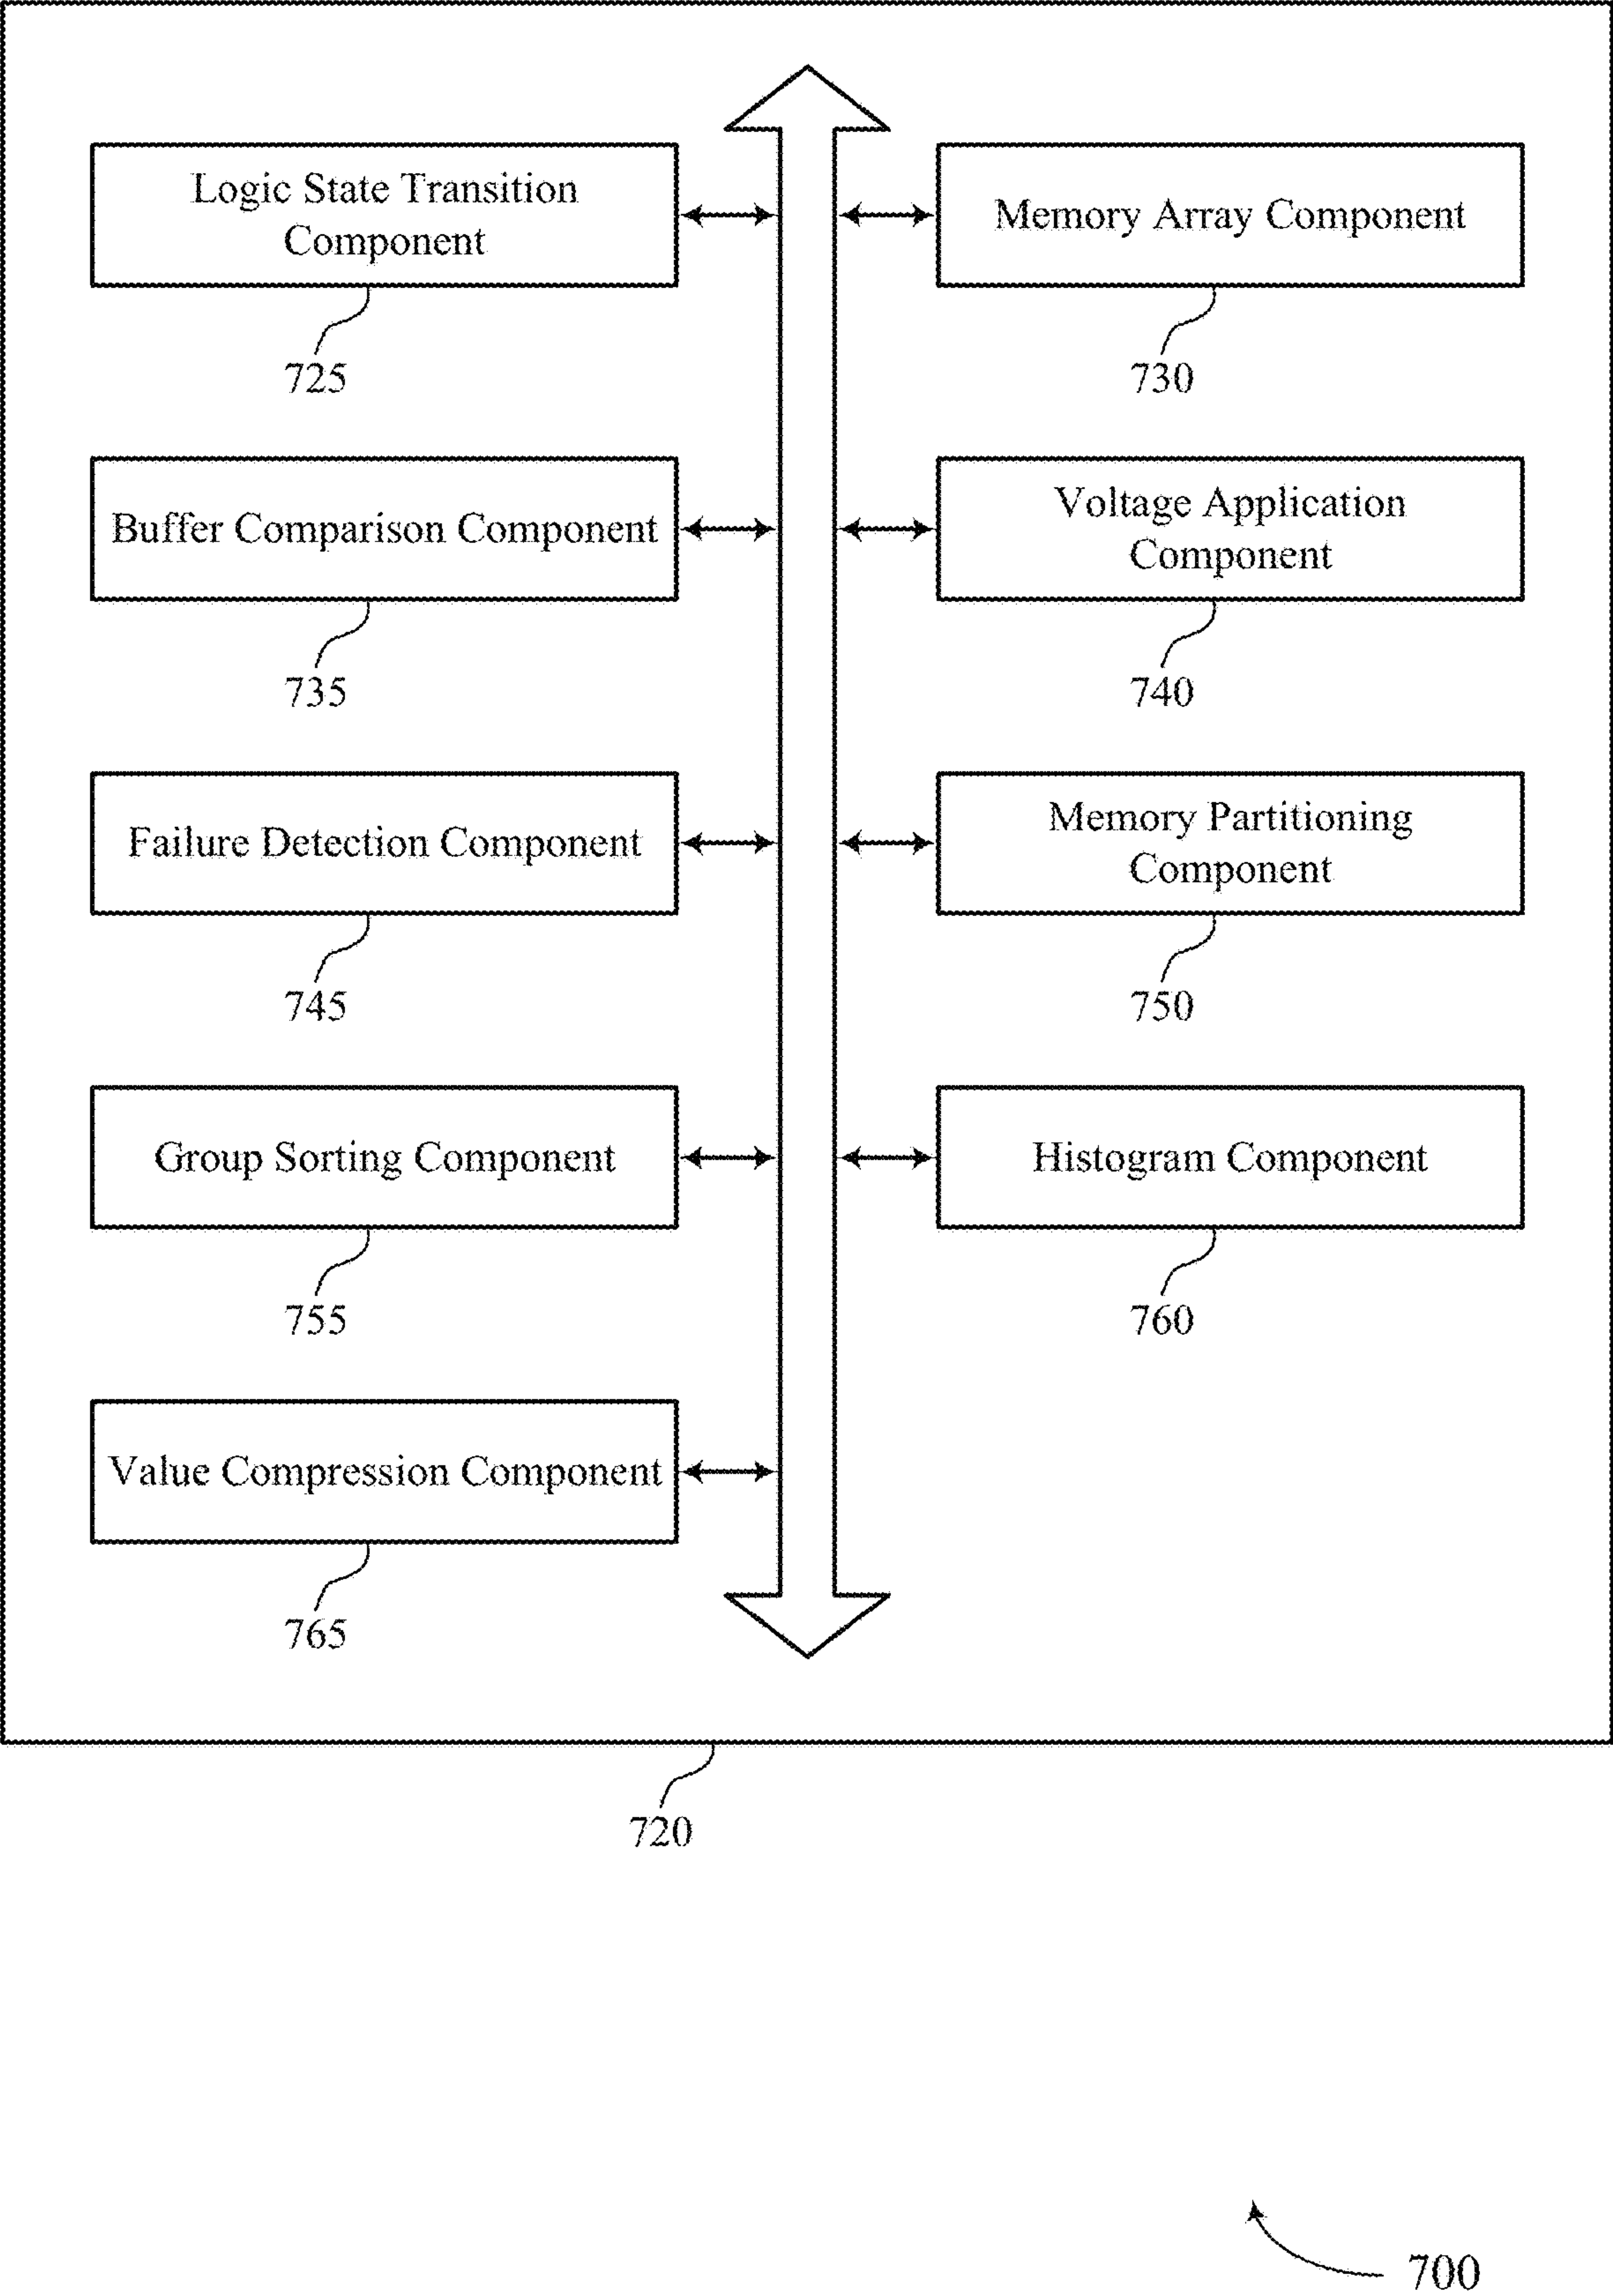 Logic State Transition
Component
725
Memory Array Component
730
Buffer Comparison Component
735
Voltage Application
Component
740
Failure Detection Component
745
Memory Partitioning
Component
750
Group Sorting Component
755
Histogram Component
760
Value Compression Component
765
720
700